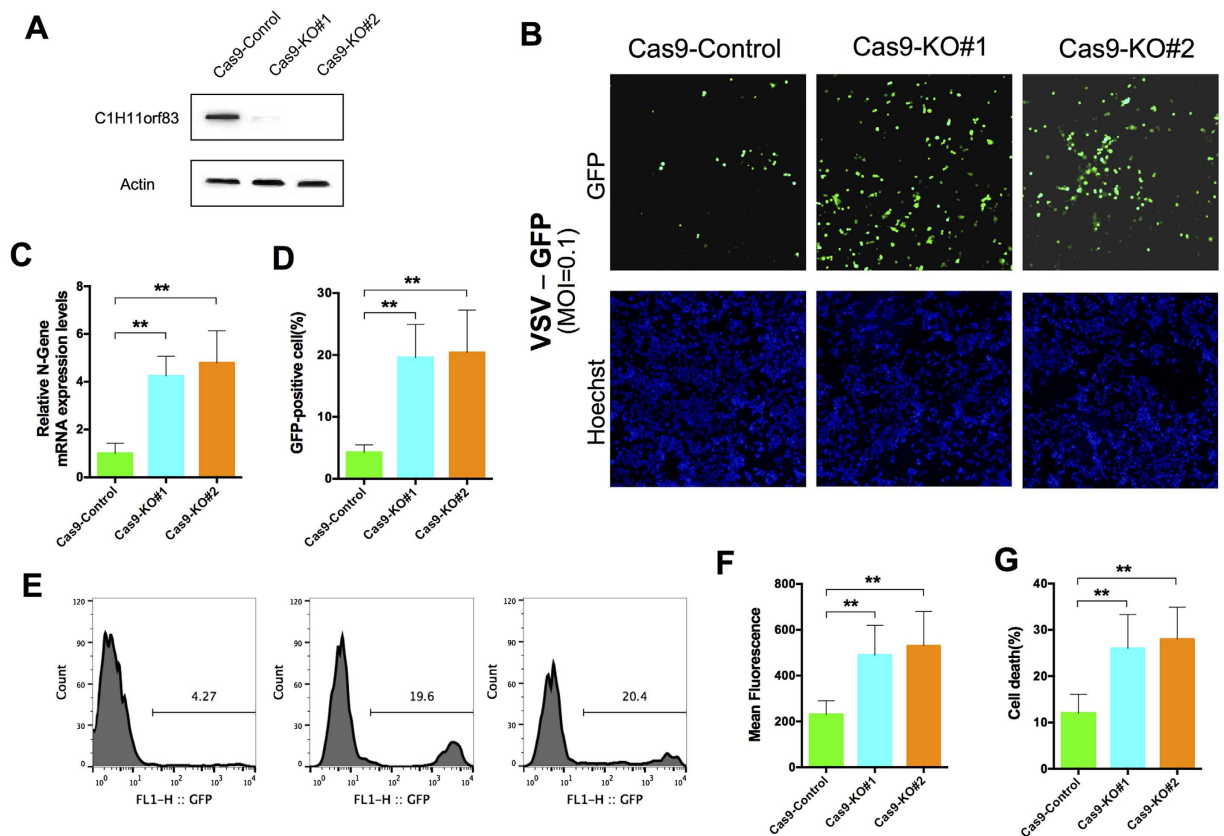 A
Cas9-Conrol
Cas9-KO#1
Cas9-KO#2
C1H11orf83
Actin
B
Cas9-Control
Cas9-KO#1
Cas9-KO#2
VSV – GFP
(MOI=0.1)
GFP
Hoechst
C
Relative N-Gene
mRNA expression levels
8
6
4
2
0
**
**
Cas9-Control
Cas9-KO#1
Cas9-KO#2
D
GFP-positive cell(%)
30
20
10
0
**
**
Cas9-Control
Cas9-KO#1
Cas9-KO#2
E
Count
120
90
60
30
0
4.27
10^0 10^1 10^2 10^3 10^4
FL1-H :: GFP
Count
120
90
60
30
0
19.6
10^0 10^1 10^2 10^3 10^4
FL1-H :: GFP
Count
120
90
60
30
0
20.4
10^0 10^1 10^2 10^3 10^4
FL1-H :: GFP
F
Mean Fluorescence
800
600
400
200
0
**
**
Cas9-Control
Cas9-KO#1
Cas9-KO#2
G
Cell death(%)
40
30
20
10
0
**
**
Cas9-Control
Cas9-KO#1
Cas9-KO#2